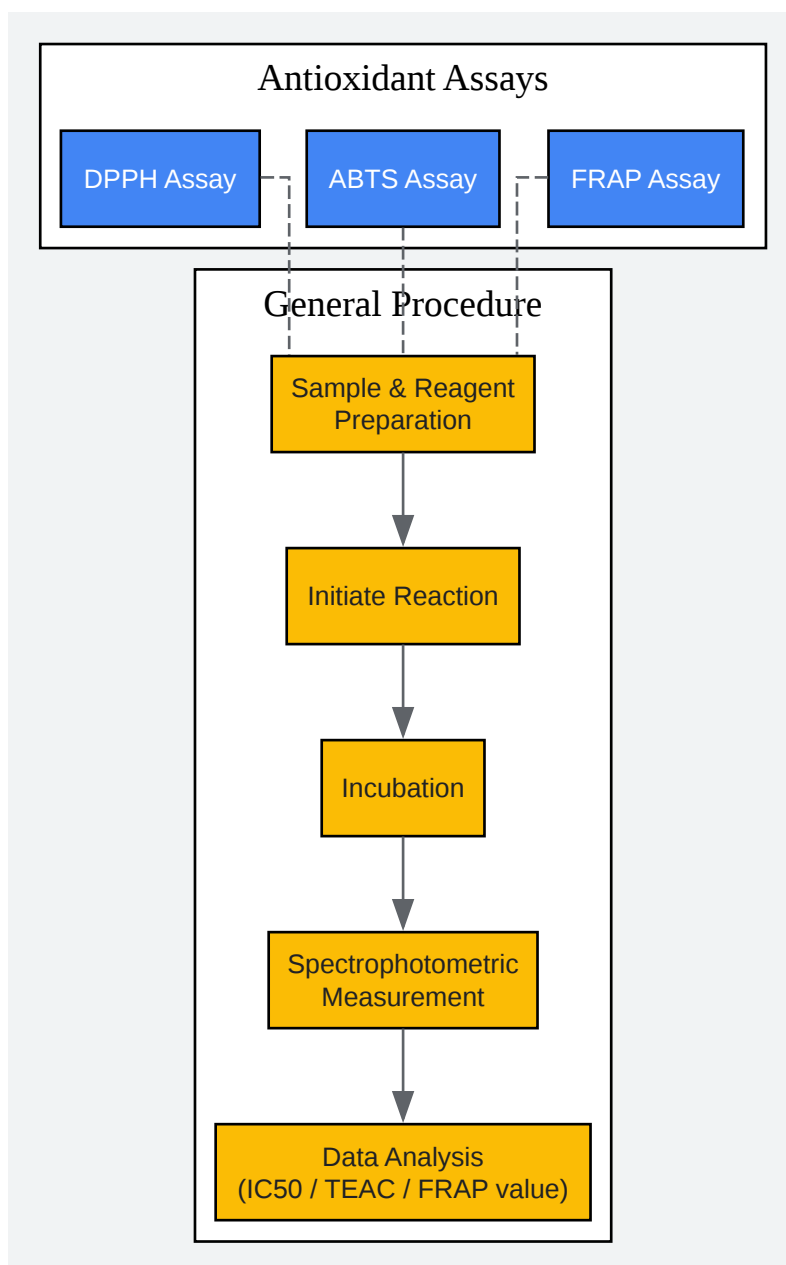 Antioxidant Assays
DPPH Assay
ABTS Assay
FRAP Assay
General Procedure
Sample & Reagent
Preparation
Initiate Reaction
Incubation
Spectrophotometric
Measurement
Data Analysis
(IC50 / TEAC / FRAP value)